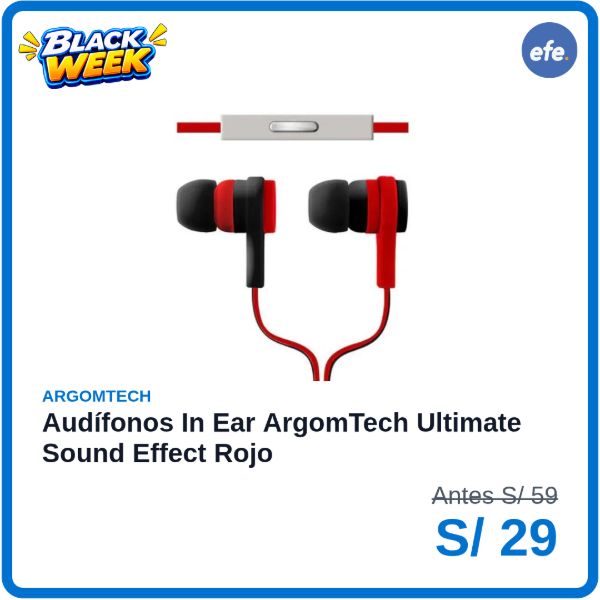 BLACK
WEEK
efe.
ARGOMTECH
Audífonos In Ear ArgomTech Ultimate
Sound Effect Rojo
Antes S/ 59
S/ 29